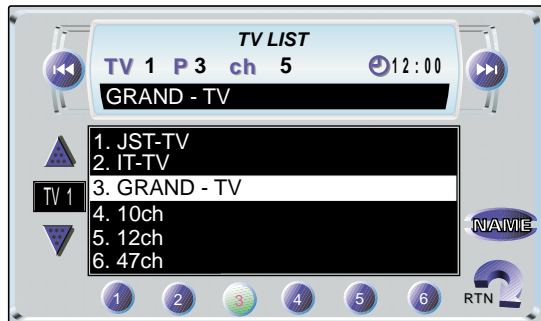 TV LIST
TV 1 P 3 ch 5 12:00
GRAND - TV
1. JST-TV
2. IT-TV
3. GRAND - TV
4. 10ch
5. 12ch
6. 47ch
TV 1
NAME
1 2 3 4 5 6
RTN